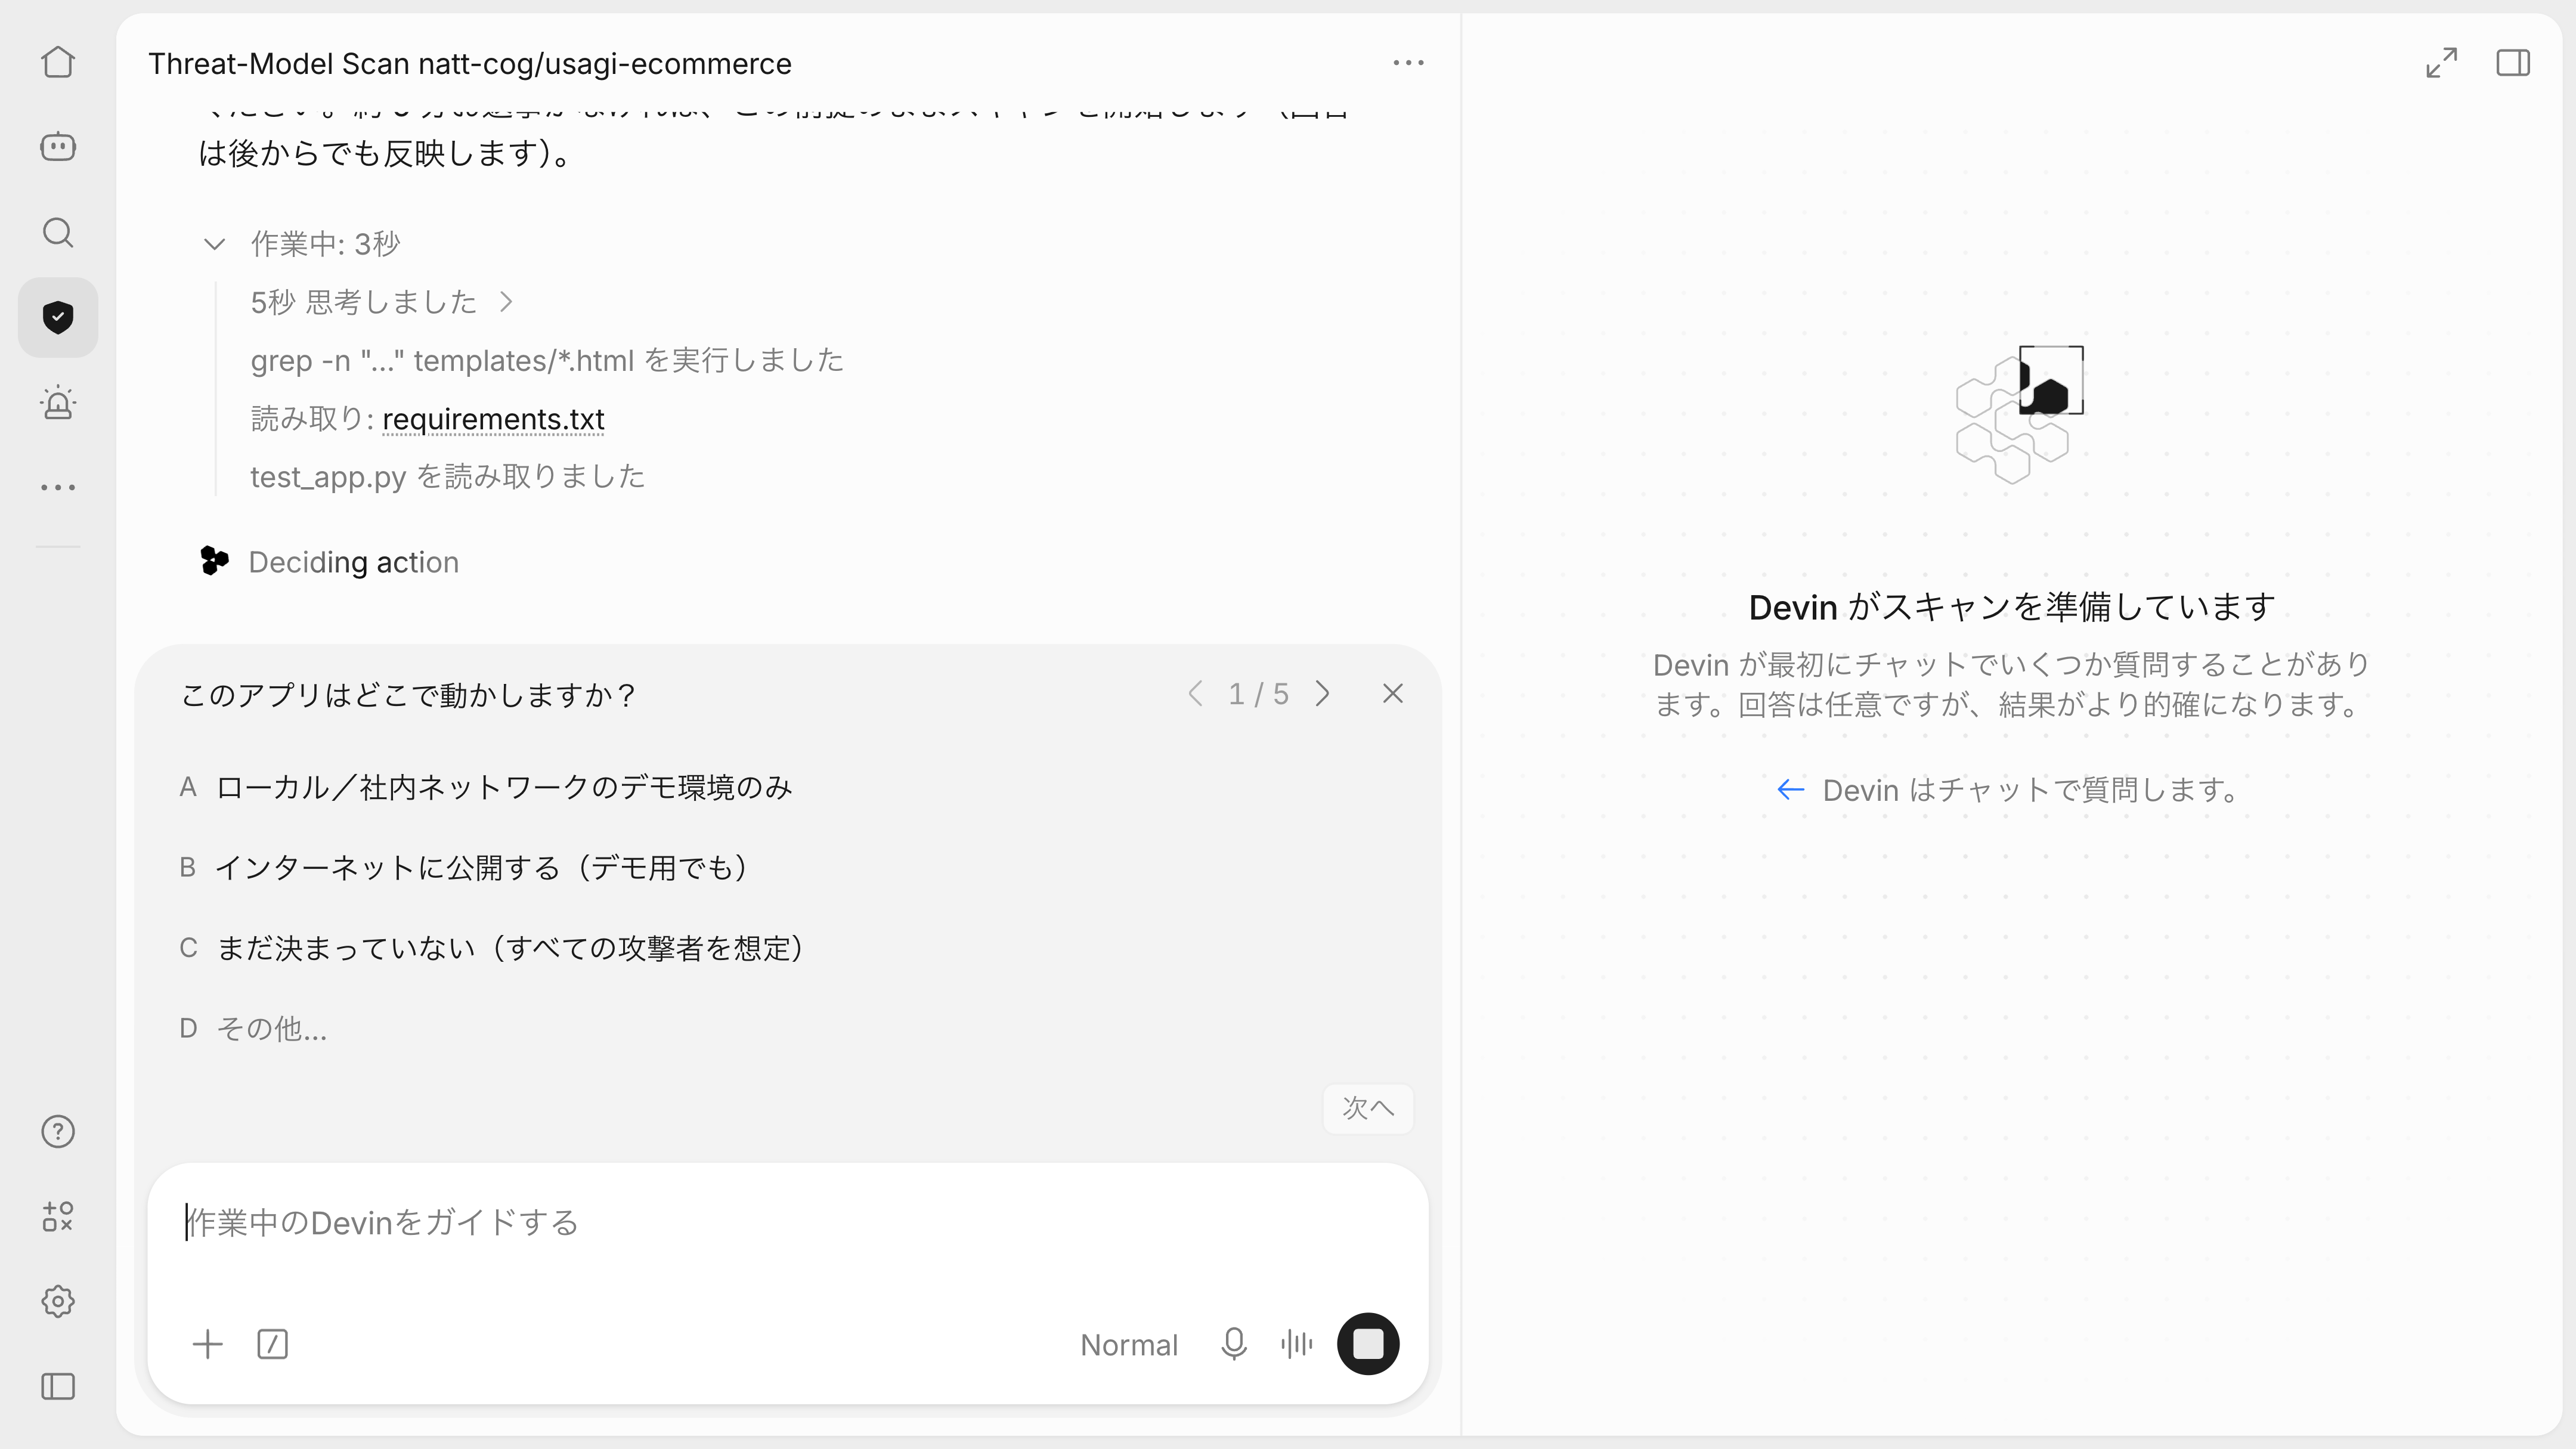 Threat-Model Scan natt-cog/usagi-ecommerce
は後からでも反映します）。
作業中: 3秒
5秒 思考しました
grep -n "..." templates/*.html を実行しました
読み取り: requirements.txt
test_app.py を読み取りました
Deciding action
このアプリはどこで動かしますか？
1 / 5
A ローカル／社内ネットワークのデモ環境のみ
B インターネットに公開する（デモ用でも）
C まだ決まっていない（すべての攻撃者を想定）
D その他...
次へ
作業中のDevinをガイドする
Normal
Devin がスキャンを準備しています
Devin が最初にチャットでいくつか質問することがあり
ます。回答は任意ですが、結果がより的確になります。
Devin はチャットで質問します。